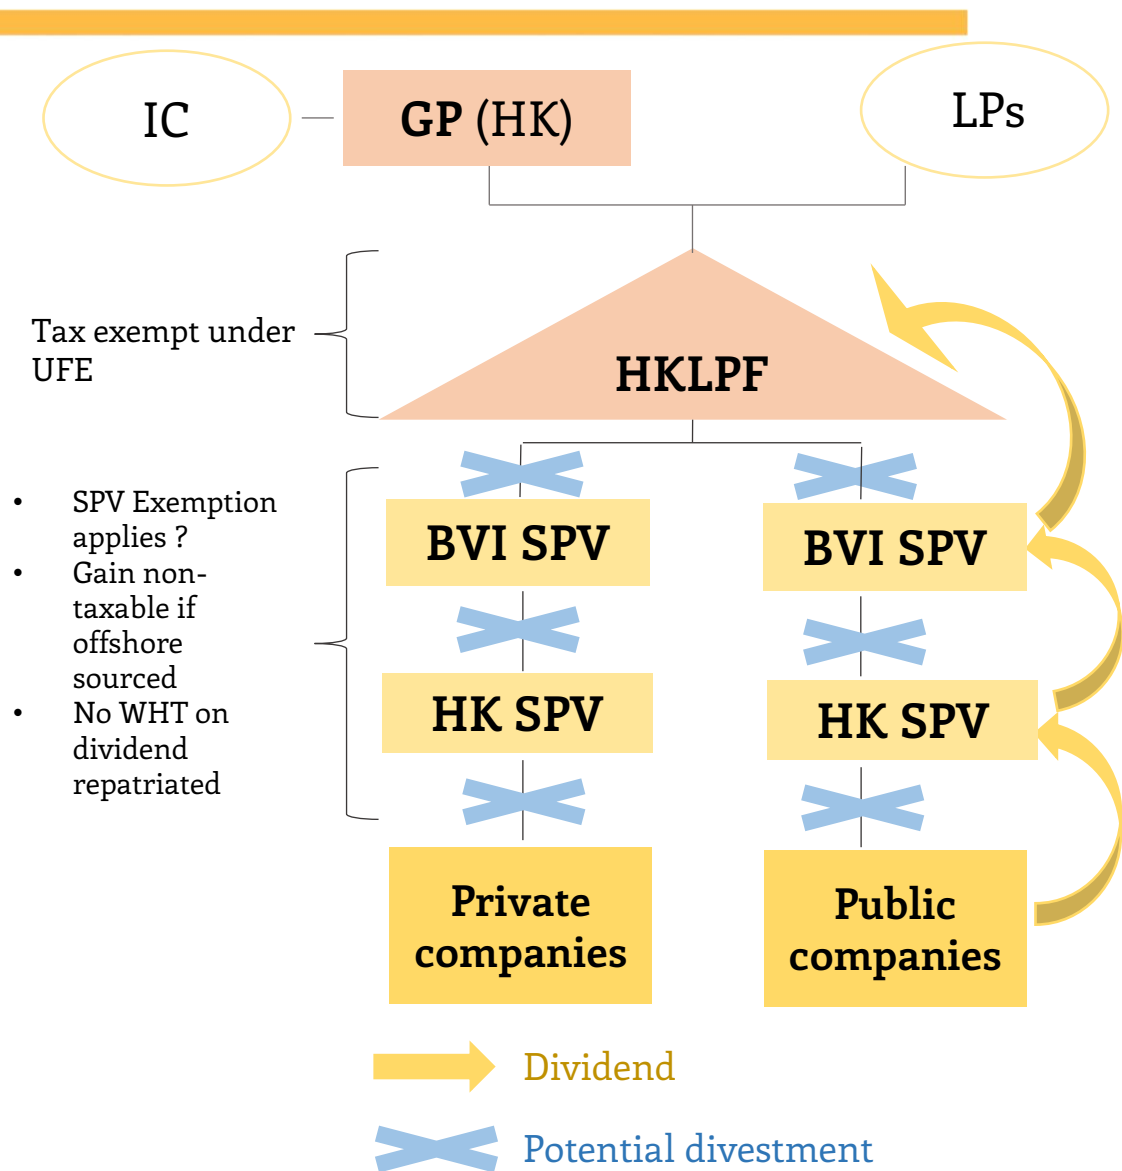 IC
GP (HK)
LPs
Tax exempt under
UFE
HKLPF
• SPV Exemption
applies ?
• Gain non-
taxable if
offshore
sourced
• No WHT on
dividend
repatriated
BVI SPV
BVI SPV
HK SPV
HK SPV
Private
companies
Public
companies
Dividend
Potential divestment